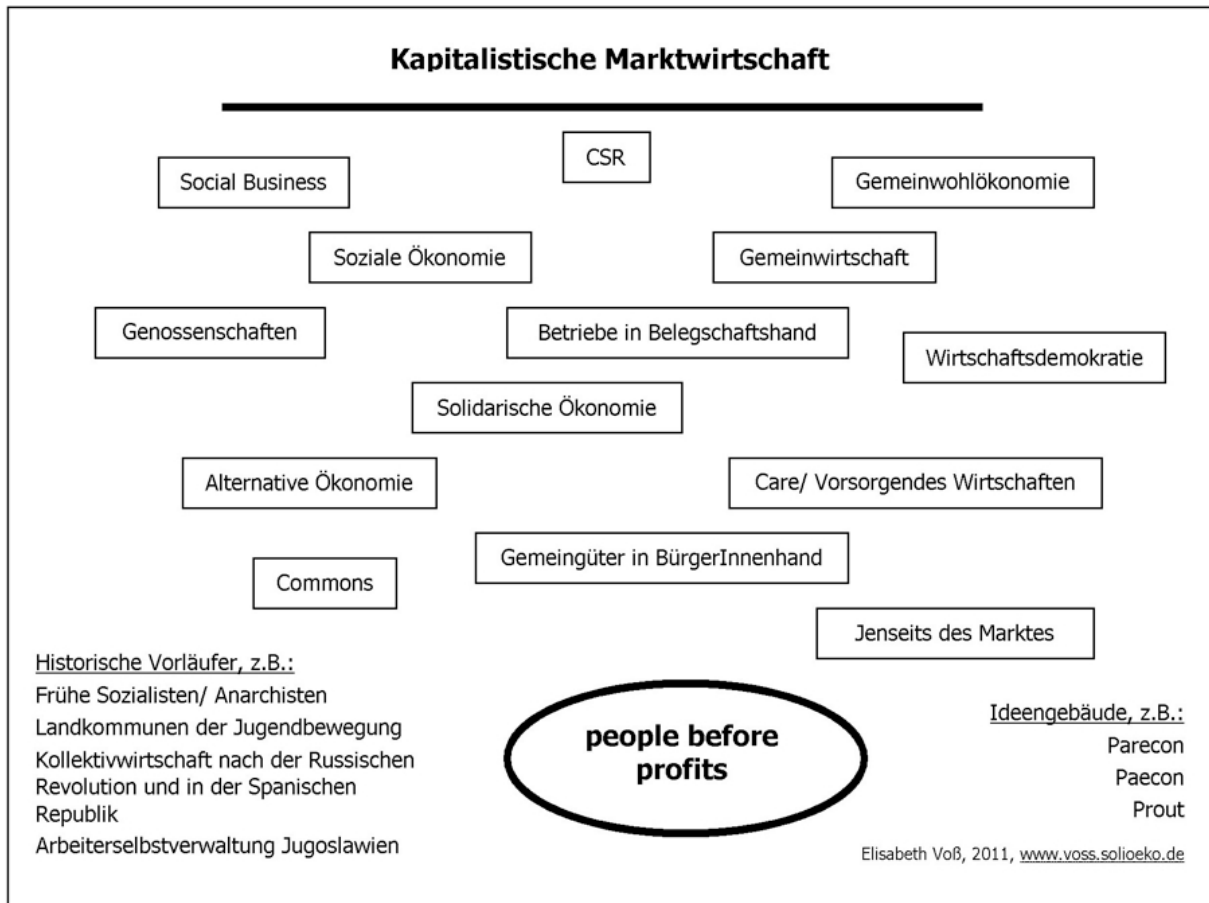 Kapitalistische Marktwirtschaft
CSR
Social Business
Gemeinwohlökonomie
Soziale Ökonomie
Gemeinwirtschaft
Genossenschaften
Betriebe in Belegschaftshand
Wirtschaftsdemokratie
Solidarische Ökonomie
Alternative Ökonomie
Care/ Vorsorgendes Wirtschaften
Gemeingüter in BürgerInnenhand
Commons
Jenseits des Marktes
Historische Vorläufer, z.B.:
Frühe Sozialisten/ Anarchisten
Landkommunen der Jugendbewegung
Kollektivwirtschaft nach der Russischen
Revolution und in der Spanischen
Republik
Arbeiterselbstverwaltung Jugoslawien
people before
profits
Ideengebäude, z.B.:
Parecon
Paecon
Prout
Elisabeth Voß, 2011, www.voss.solioeko.de